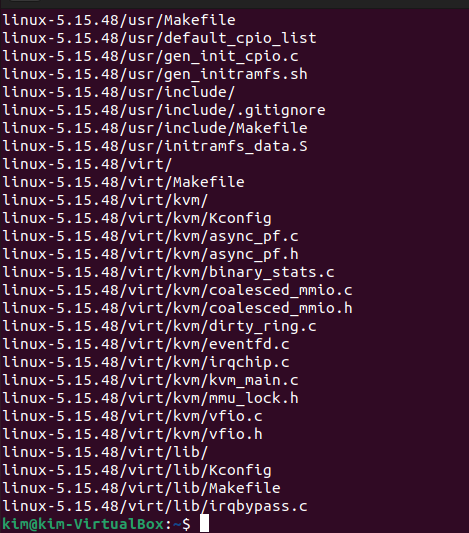 linux-5.15.48/usr/Makefile
linux-5.15.48/usr/default_cpio_list
linux-5.15.48/usr/gen_init_cpio.c
linux-5.15.48/usr/gen_initramfs.sh
linux-5.15.48/usr/include/
linux-5.15.48/usr/include/.gitignore
linux-5.15.48/usr/include/Makefile
linux-5.15.48/usr/initramfs_data.S
linux-5.15.48/virt/
linux-5.15.48/virt/Makefile
linux-5.15.48/virt/kvm/
linux-5.15.48/virt/kvm/Kconfig
linux-5.15.48/virt/kvm/async_pf.c
linux-5.15.48/virt/kvm/async_pf.h
linux-5.15.48/virt/kvm/binary_stats.c
linux-5.15.48/virt/kvm/coalesced_mmio.c
linux-5.15.48/virt/kvm/coalesced_mmio.h
linux-5.15.48/virt/kvm/dirty_ring.c
linux-5.15.48/virt/kvm/eventfd.c
linux-5.15.48/virt/kvm/irqchip.c
linux-5.15.48/virt/kvm/kvm_main.c
linux-5.15.48/virt/kvm/mmu_lock.h
linux-5.15.48/virt/kvm/vfio.c
linux-5.15.48/virt/kvm/vfio.h
linux-5.15.48/virt/lib/
linux-5.15.48/virt/lib/Kconfig
linux-5.15.48/virt/lib/Makefile
linux-5.15.48/virt/lib/irqbypass.c
kim@kim-VirtualBox:~$